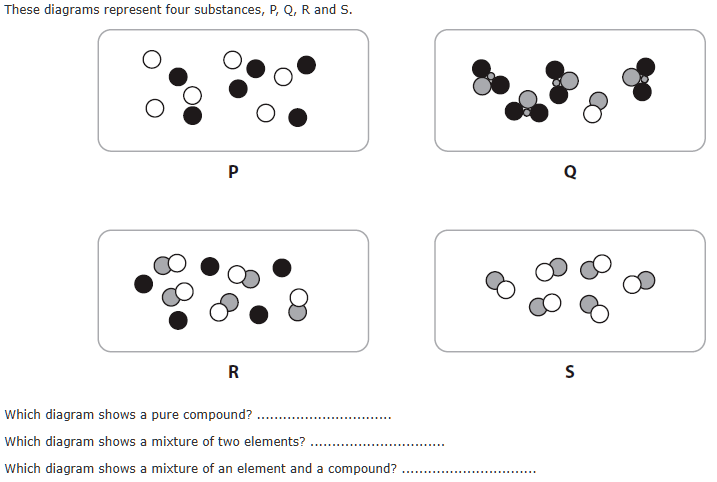 These diagrams represent four substances, P, Q, R and S.
P
Q
R
S
Which diagram shows a pure compound? ...............................
Which diagram shows a mixture of two elements? ...............................
Which diagram shows a mixture of an element and a compound? ...............................